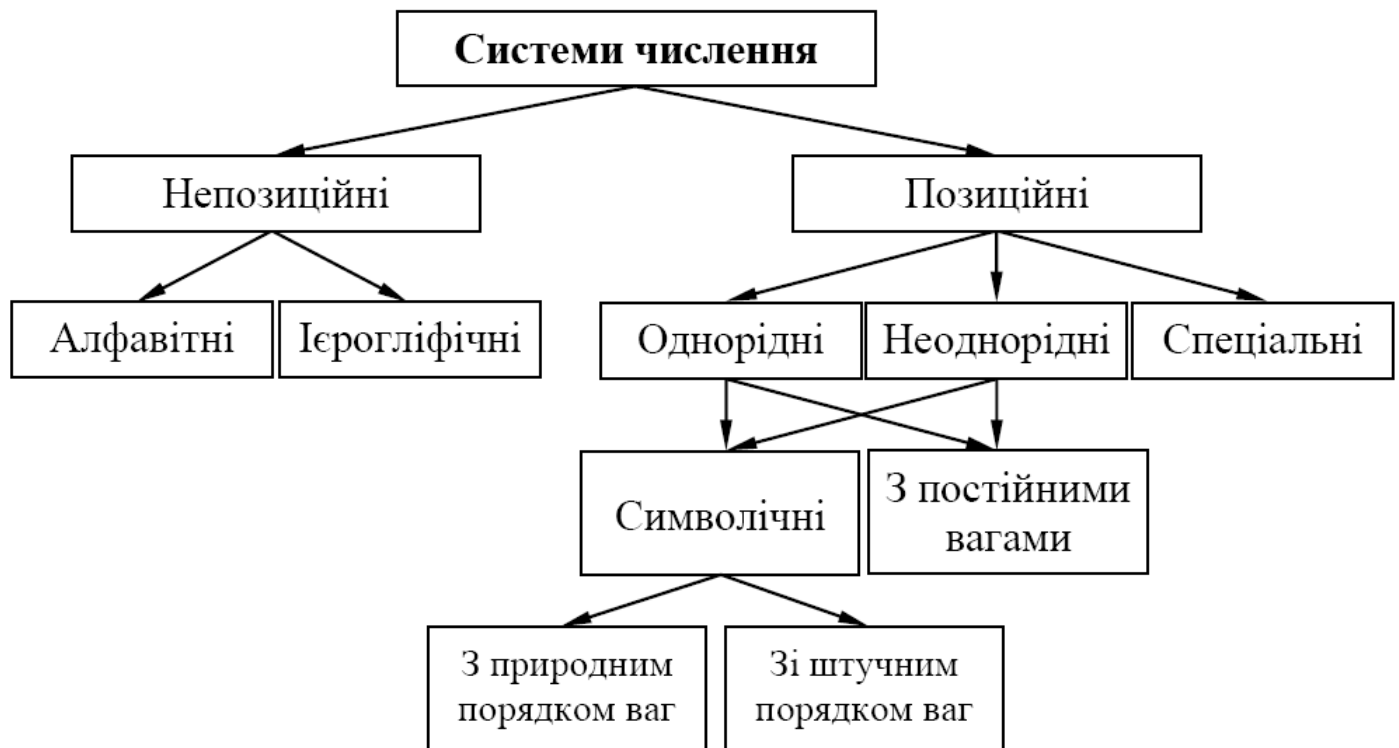 Системи числення
Непозиційні
Позиційні
Алфавітні
Ієрогліфічні
Однорідні
Неоднорідні
Спеціальні
Символічні
З постійними
вагами
З природним
порядком ваг
Зі штучним
порядком ваг